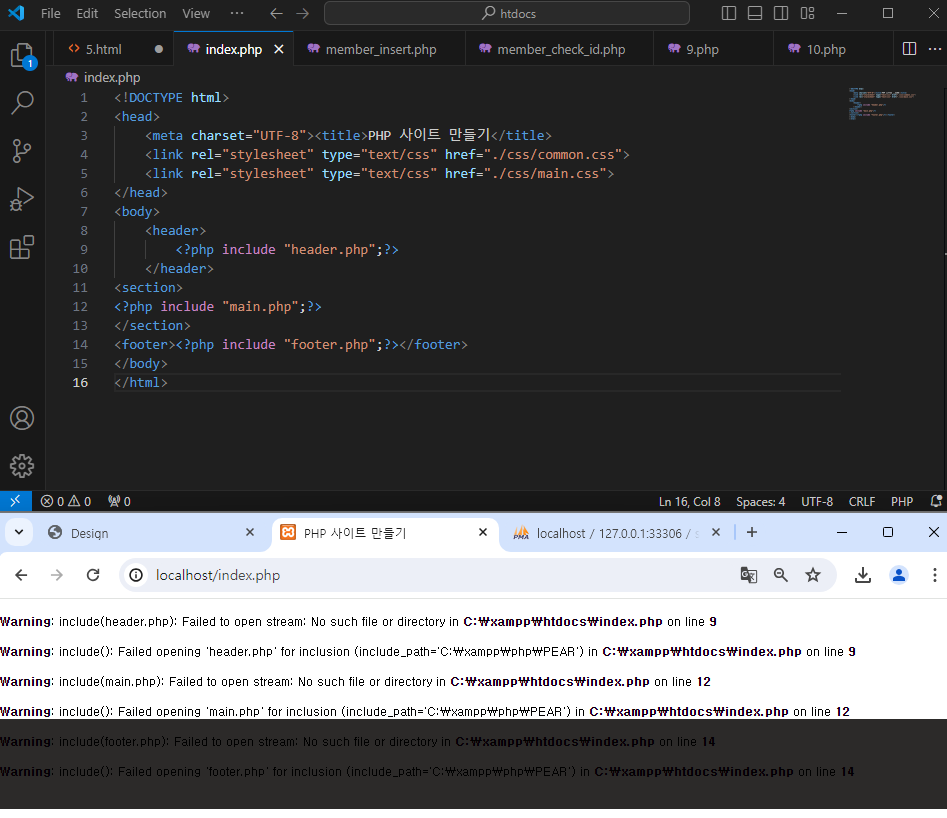 File Edit Selection View ··· htdocs
1
5.html index.php member_insert.php member_check_id.php 9.php 10.php ···
index.php
1 <!DOCTYPE html>
2 <head>
3 <meta charset="UTF-8"><title>PHP 사이트 만들기</title>
4 <link rel="stylesheet" type="text/css" href="./css/common.css">
5 <link rel="stylesheet" type="text/css" href="./css/main.css">
6 </head>
7 <body>
8 <header>
9 <?php include "header.php";?>
10 </header>
11 <section>
12 <?php include "main.php";?>
13 </section>
14 <footer><?php include "footer.php";?></footer>
15 </body>
16 </html>
0 0 0 Ln 16, Col 8 Spaces: 4 UTF-8 CRLF PHP
Design PHP 사이트 만들기 PMA localhost / 127.0.0.1:33306 /
localhost/index.php
Warning: include(header.php): Failed to open stream: No such file or directory in C:₩xampp₩htdocs₩index.php on line 9
Warning: include(): Failed opening 'header.php' for inclusion (include_path='C:₩xampp₩php₩PEAR') in C:₩xampp₩htdocs₩index.php on line 9
Warning: include(main.php): Failed to open stream: No such file or directory in C:₩xampp₩htdocs₩index.php on line 12
Warning: include(): Failed opening 'main.php' for inclusion (include_path='C:₩xampp₩php₩PEAR') in C:₩xampp₩htdocs₩index.php on line 12
Warning: include(footer.php): Failed to open stream: No such file or directory in C:₩xampp₩htdocs₩index.php on line 14
Warning: include(): Failed opening 'footer.php' for inclusion (include_path='C:₩xampp₩php₩PEAR') in C:₩xampp₩htdocs₩index.php on line 14